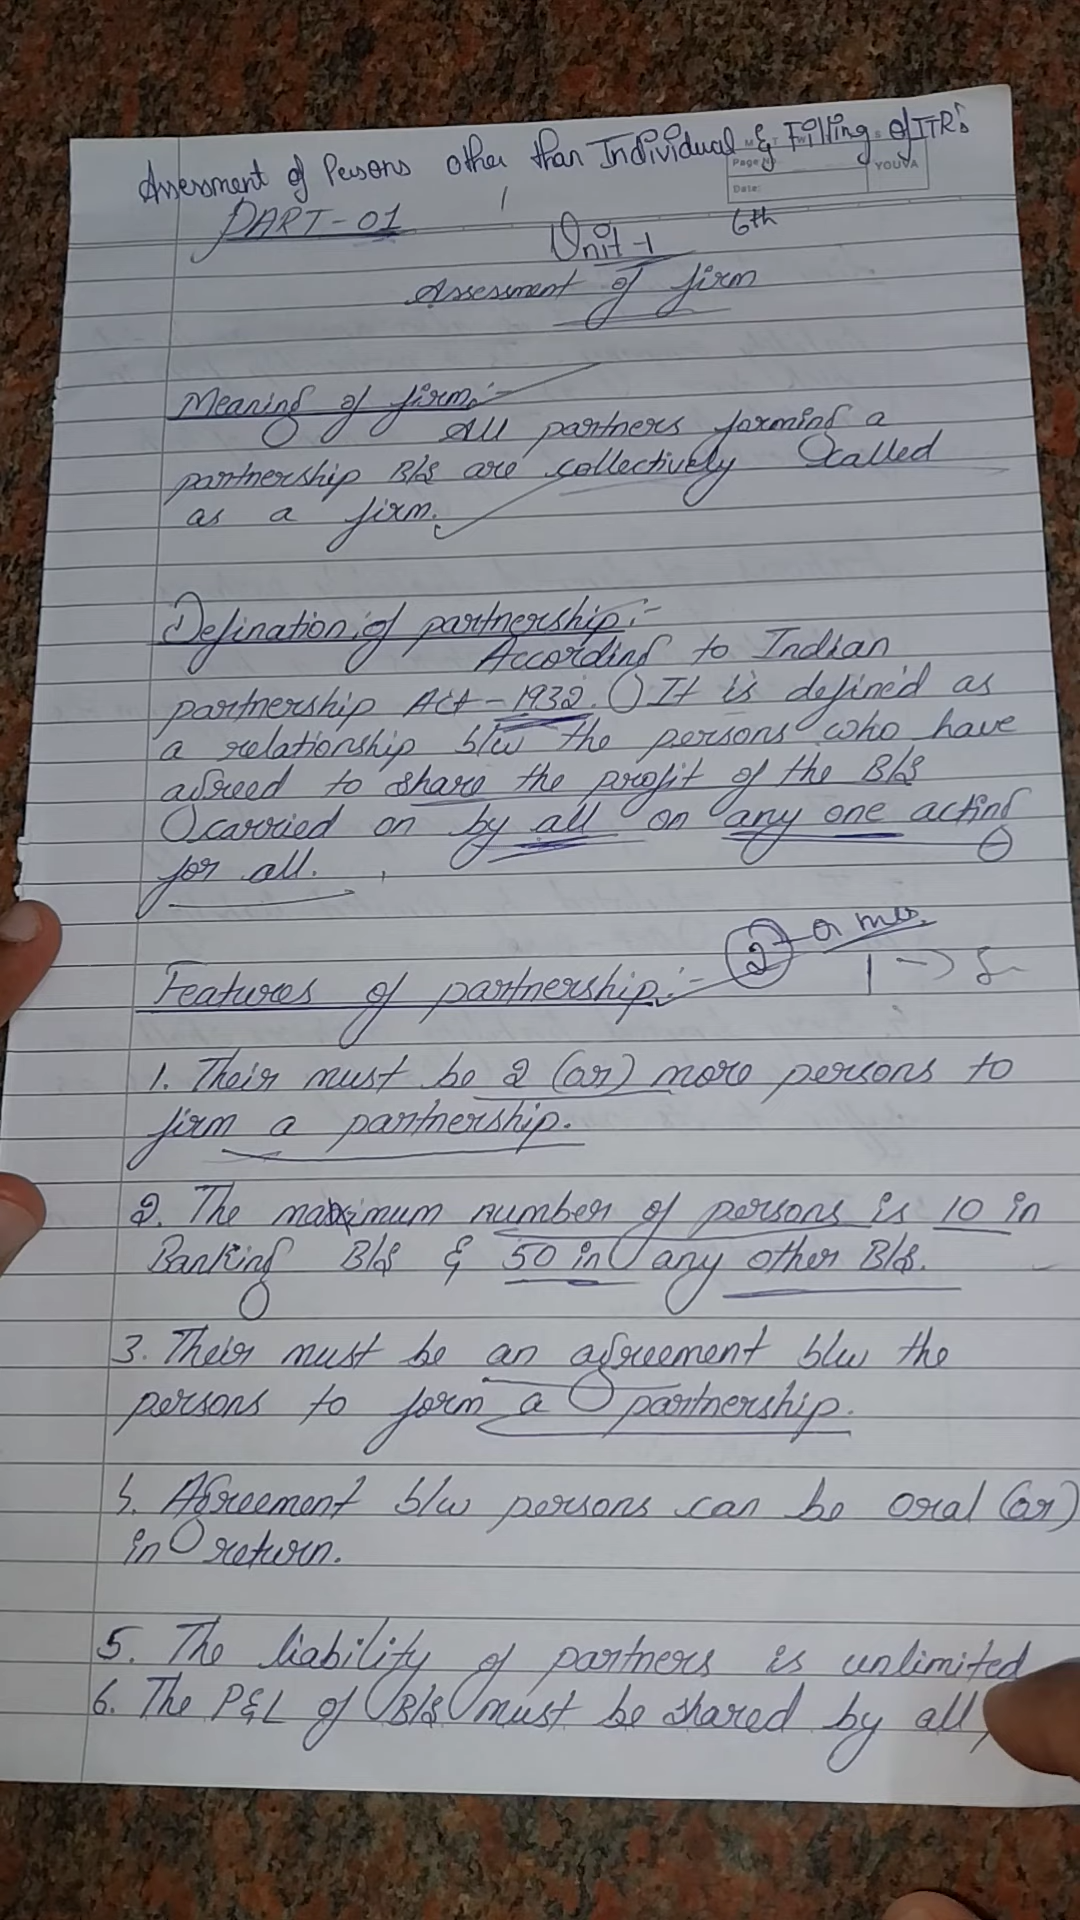 Assessment of Persons other than Individual & Filling of ITR's
Page No.
YOUVA
Date:
PART-01
6th
Unit-1
Assessment of firm
Meaning of firm:-
All partners forming a
partnership B/S are collectively called
as a firm.
Defination of partnership:-
According to Indian
partnership Act-1932. It is defined as
a relationship b/w the persons who have
agreed to share the profit of the B/S
carried on by all on any one acting
for all.
2 or mo
Features of partnership:-
1. Their must be 2 (or) more persons to
firm a partnership.
2. The maximum number of persons is 10 in
Banking B/S & 50 in any other B/S.
3. Their must be an agreement b/w the
persons to form a partnership.
4. Agreement b/w persons can be oral (or)
in return.
5. The liability of partners is unlimited
6. The P&L of B/S must be shared by all,